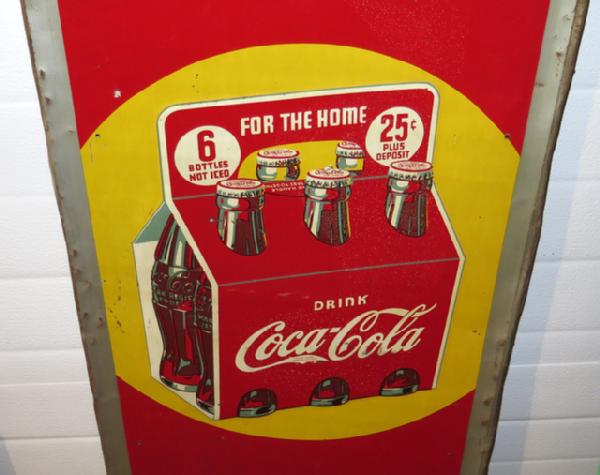 FOR THE HOME
6
BOTTLES
NOT ICED
25¢
PLUS
DEPOSIT
DRINK
Coca-Cola